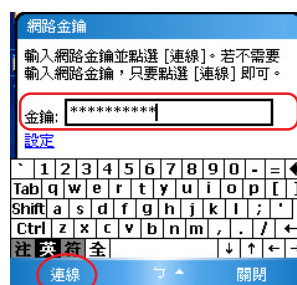 網路金鑰
輸入網路金鑰並點選 [連線]。若不需要
輸入網路金鑰，只要點選 [連線] 即可。
金鑰: **********
設定
` 1 2 3 4 5 6 7 8 9 0 - =
Tab q w e r t y u i o p [ ]
Shift a s d f g h j k l ; '
Ctrl z x c v b n m , . /
注 英 符 全 ↓ ↑ ← →
連線 ㄅ 關閉